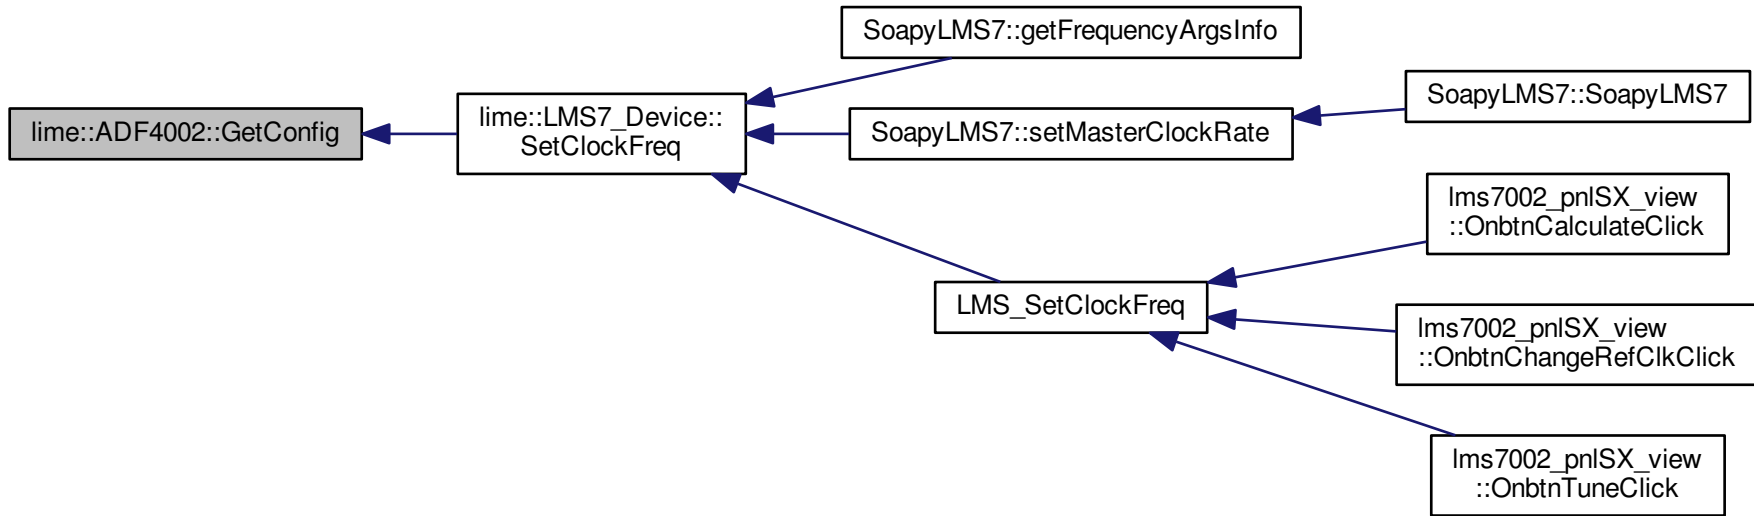 lime::ADF4002::GetConfig
lime::LMS7_Device::
SetClockFreq
SoapyLMS7::getFrequencyArgsInfo
SoapyLMS7::setMasterClockRate
SoapyLMS7::SoapyLMS7
LMS_SetClockFreq
lms7002_pnlSX_view
::OnbtnCalculateClick
lms7002_pnlSX_view
::OnbtnChangeRefClkClick
lms7002_pnlSX_view
::OnbtnTuneClick